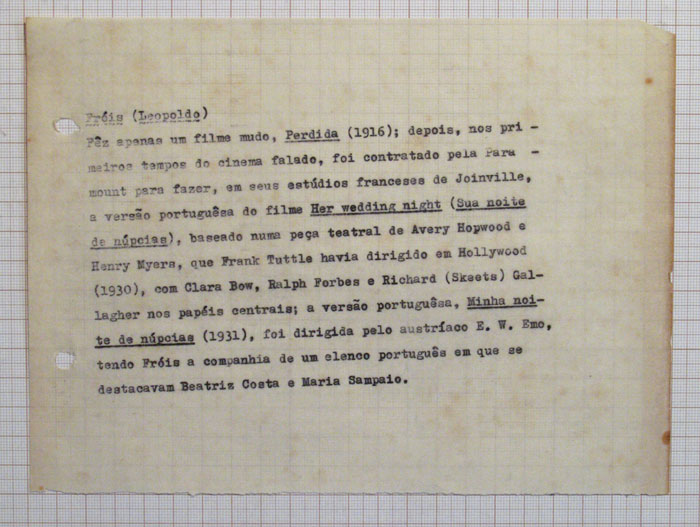 Fróis (Leopoldo)
Fêz apenas um filme mudo, Perdida (1916); depois, nos pri -
meiros tempos do cinema falado, foi contratado pela Para -
mount para fazer, em seus estúdios franceses de Joinville,
a versão portuguêsa do filme Her wedding night (Sua noite
de núpcias), baseado numa peça teatral de Avery Hopwood e
Henry Myers, que Frank Tuttle havia dirigido em Hollywood
(1930), com Clara Bow, Ralph Forbes e Richard (Skeets) Gal-
lagher nos papéis centrais; a versão portuguêsa, Minha noi-
te de núpcias (1931), foi dirigida pelo austríaco E. W. Emo,
tendo Fróis a companhia de um elenco português em que se
destacavam Beatriz Costa e Maria Sampaio.